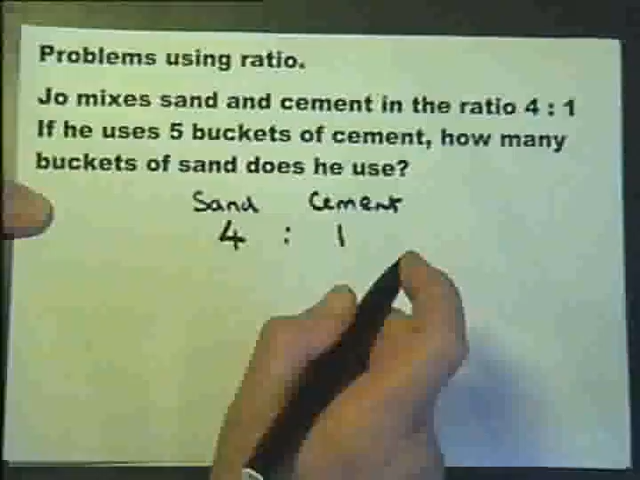 Problems using ratio.
Jo mixes sand and cement in the ratio 4 : 1
If he uses 5 buckets of cement, how many
buckets of sand does he use?
Sand Cement
4 : 1